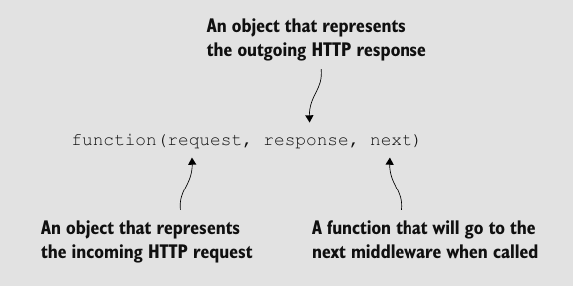 An object that represents
the outgoing HTTP response
function(request, response, next)
An object that represents
the incoming HTTP request
A function that will go to the
next middleware when called